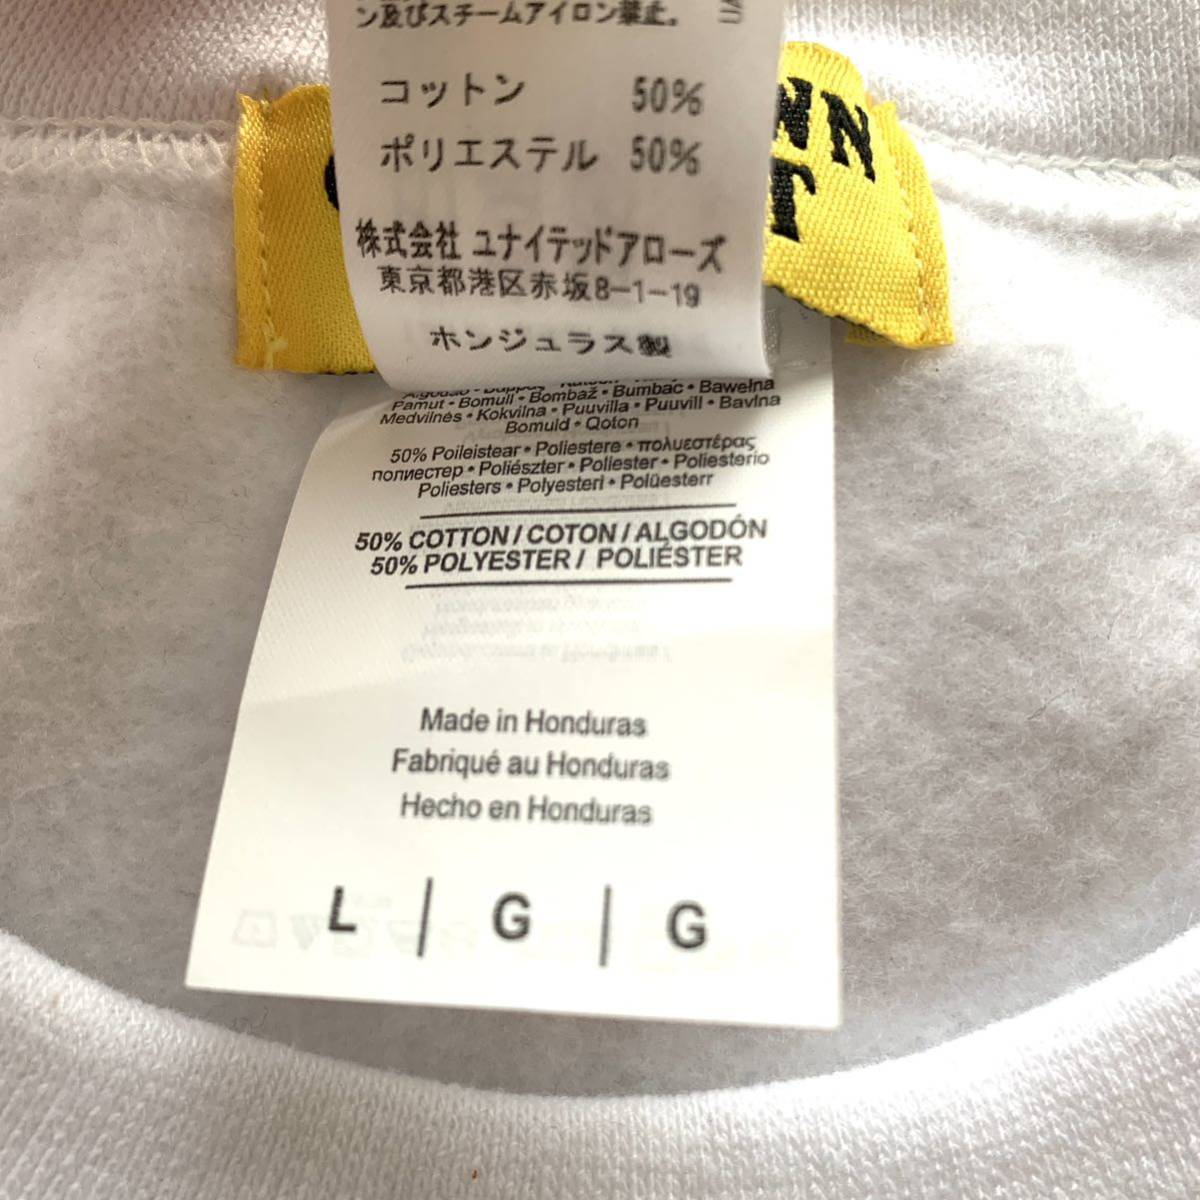 ン及びスチームアイロン禁止。
コットン 50%
ポリエステル 50%
株式会社 ユナイテッドアローズ
東京都港区赤坂8-1-19
ホンジュラス製
WN
T
Pamut • Bomull • Bombaž • Bumbac • Bawełna
Medvilnės • Kokvilna • Puuvilla • Puuvill • Bavlna
Bomuld • Qoton
50% Poileistear • Poliestere • πολυεστέρας
полиестер • Poliészter • Poliester • Poliesterio
Poliesters • Polyesteri • Polüesterr
50% COTTON / COTON / ALGODÓN
50% POLYESTER / POLIÉSTER
Made in Honduras
Fabriqué au Honduras
Hecho en Honduras
L | G | G